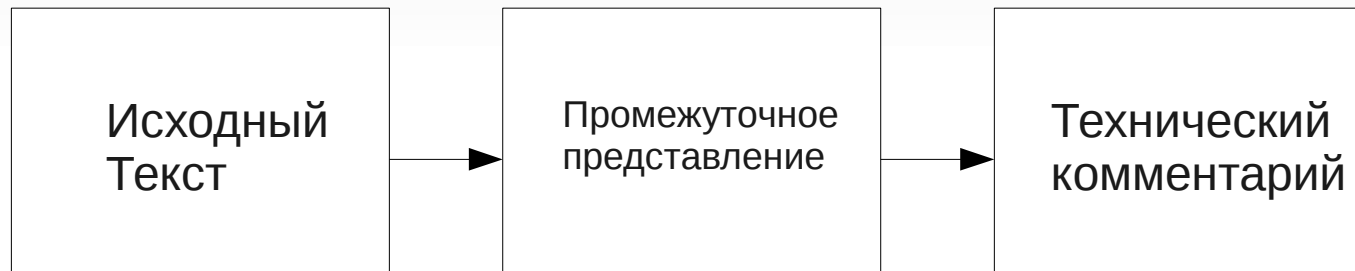 Исходный
Текст
Промежуточное
представление
Технический
комментарий